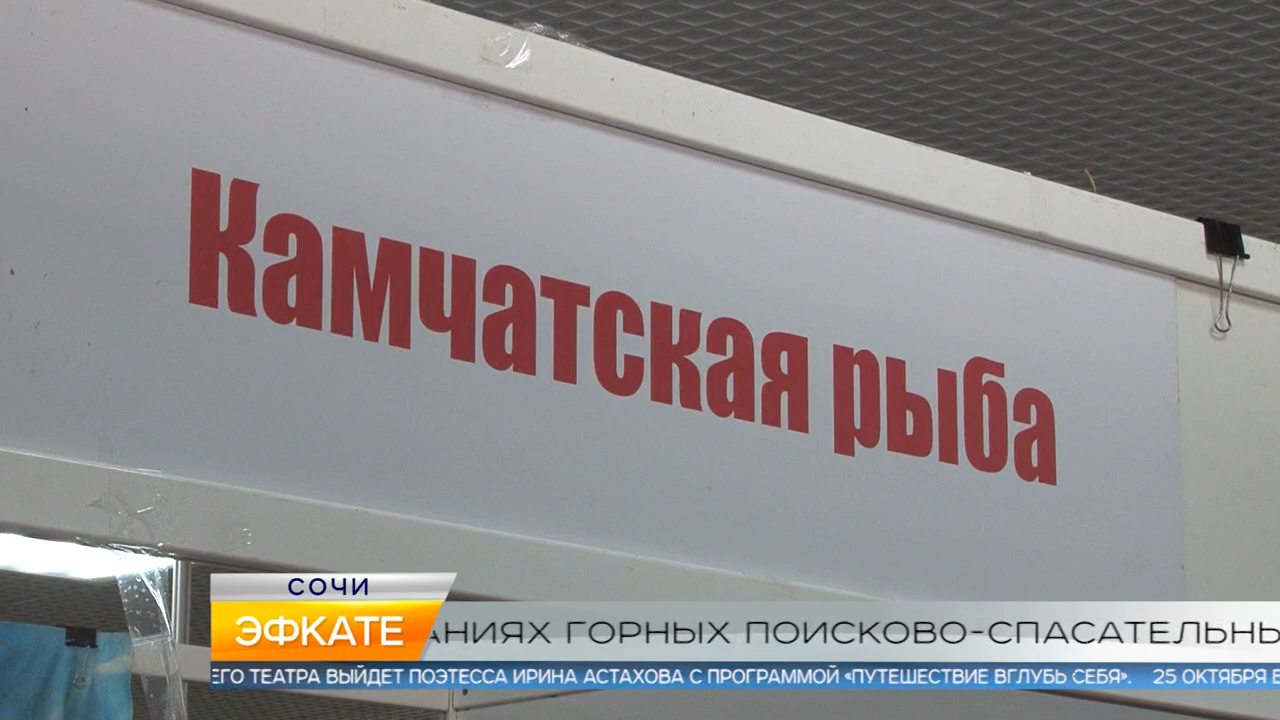 Камчатская рыба
СОЧИ
ЭФКАТЕ
АНИЯХ ГОРНЫХ ПОИСКОВО-СПАСАТЕЛЬНЫ
ЕГО ТЕАТРА ВЫЙДЕТ ПОЭТЕССА ИРИНА АСТАХОВА С ПРОГРАММОЙ «ПУТЕШЕСТВИЕ ВГЛУБЬ СЕБЯ». 25 ОКТЯБРЯ В